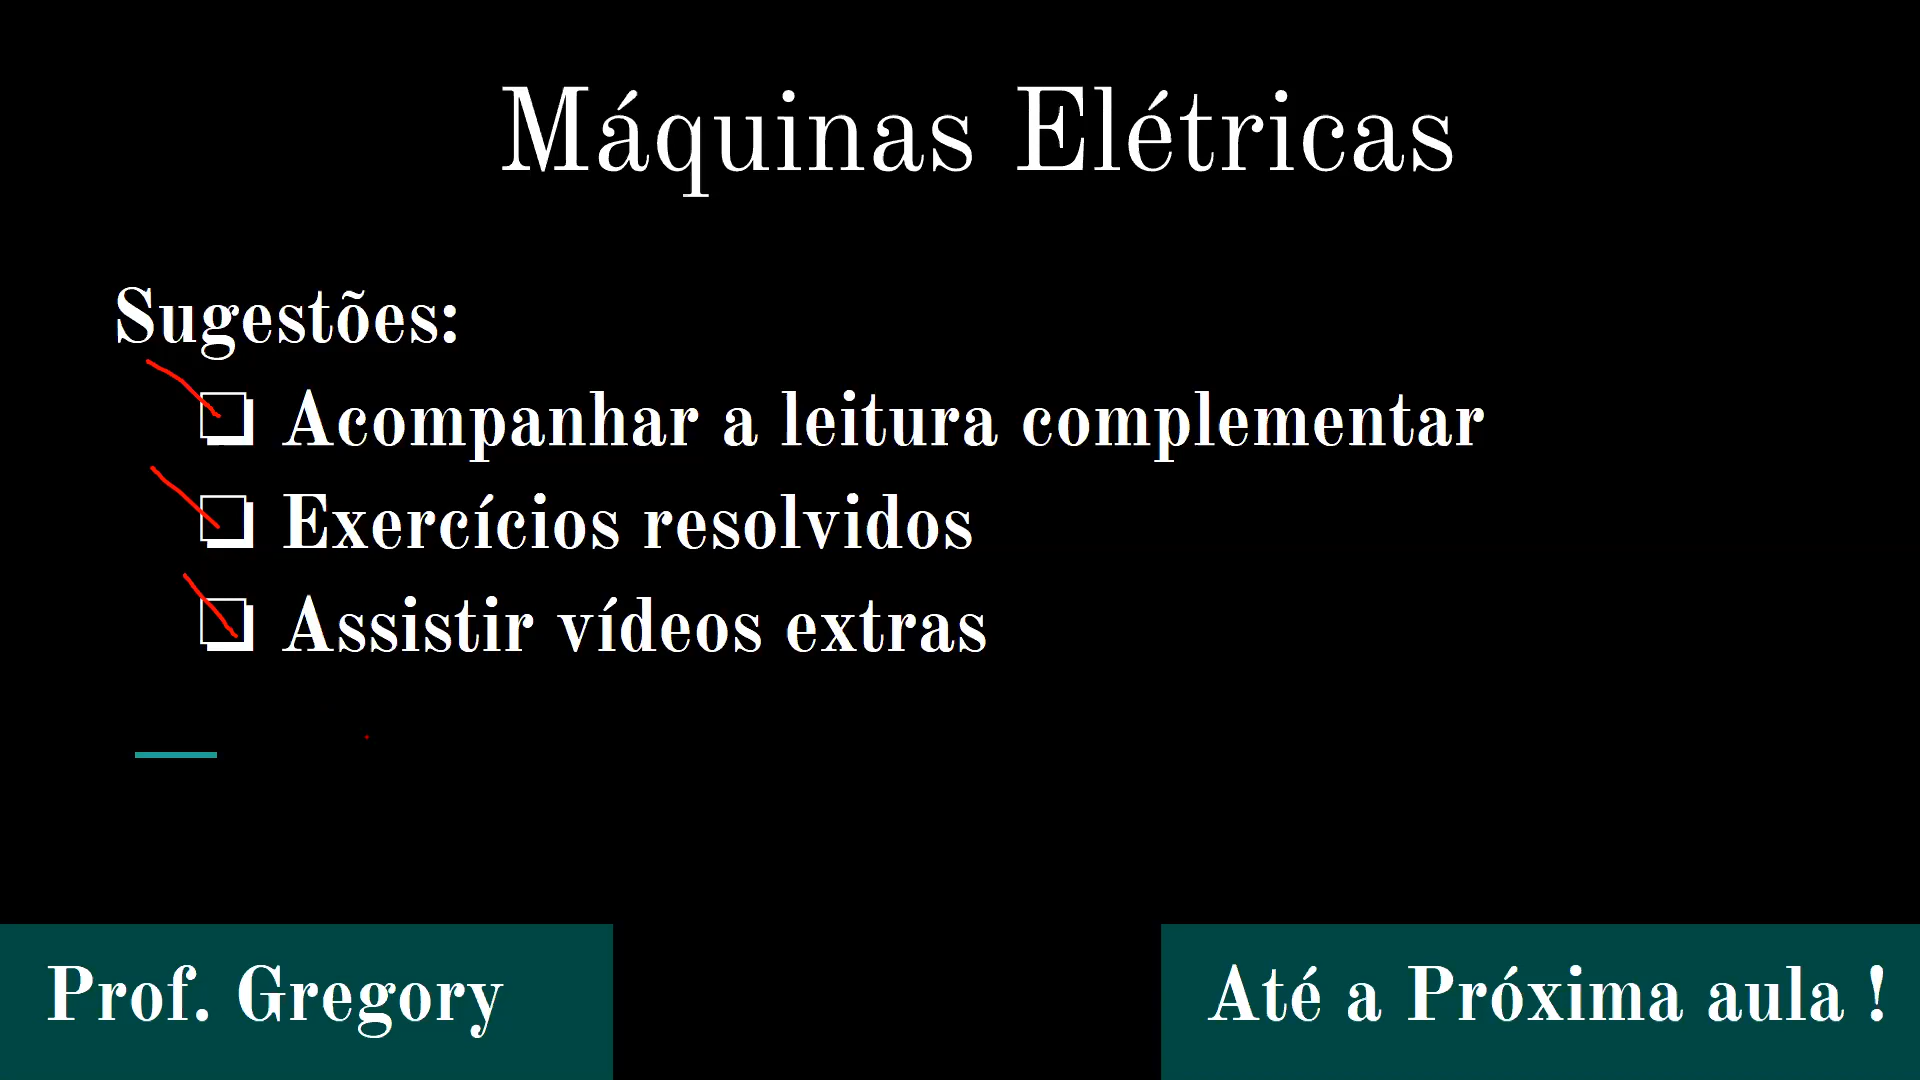 Máquinas Elétricas
Sugestões:
❏ Acompanhar a leitura complementar
❏ Exercícios resolvidos
❏ Assistir vídeos extras
Prof. Gregory
Até a Próxima aula !